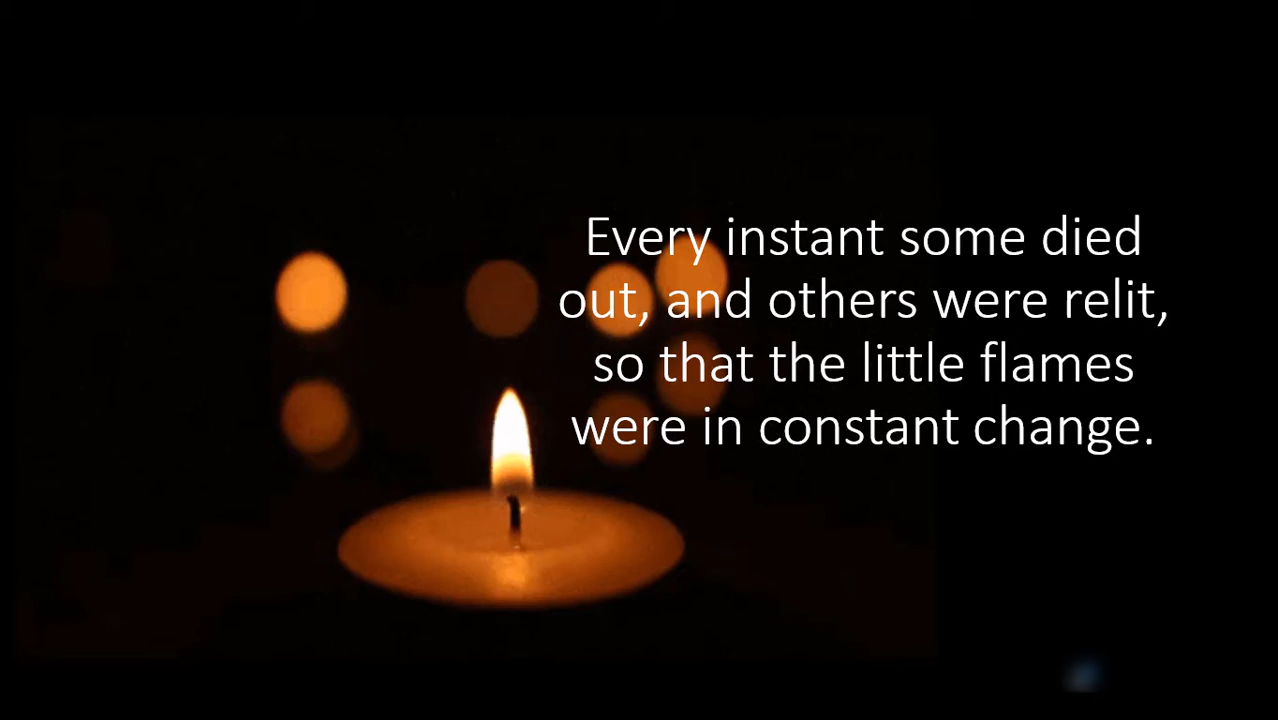 Every instant some died
out, and others were relit,
so that the little flames
were in constant change.